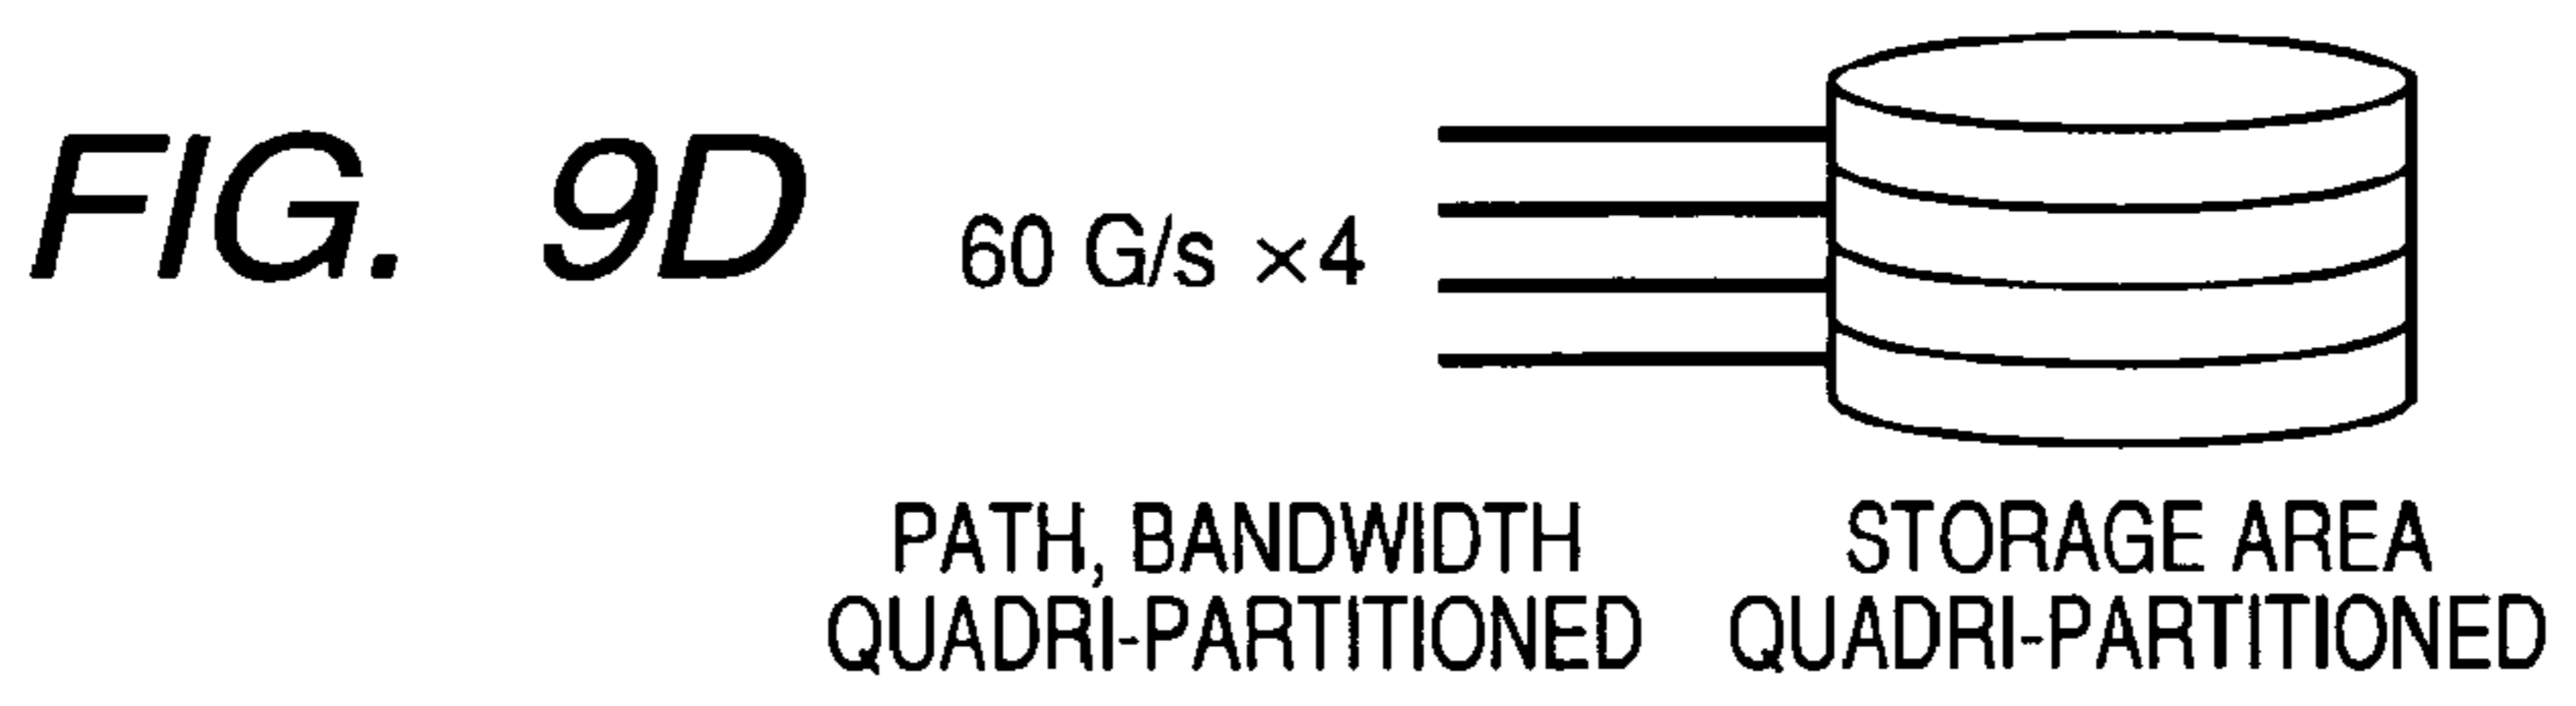 FIG. 9D
60 G/s ×4
PATH, BANDWIDTH
QUADRI-PARTITIONED
STORAGE AREA
QUADRI-PARTITIONED